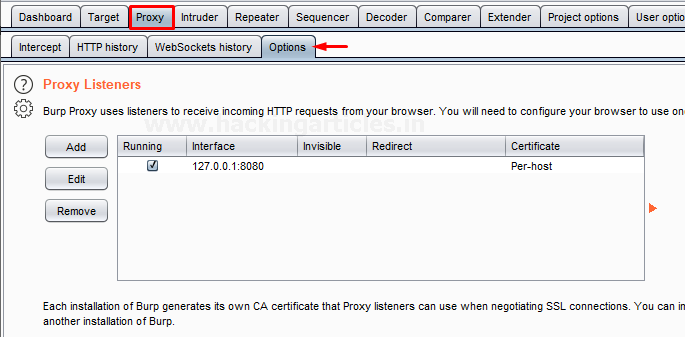 Dashboard Target Proxy Intruder Repeater Sequencer Decoder Comparer Extender Project options User optio
Intercept HTTP history WebSockets history Options
? Proxy Listeners
Burp Proxy uses listeners to receive incoming HTTP requests from your browser. You will need to configure your browser to use on
www.hackingarticles.in
Add Running Interface Invisible Redirect Certificate
127.0.0.1:8080 Per-host
Edit
Remove
Each installation of Burp generates its own CA certificate that Proxy listeners can use when negotiating SSL connections. You can im
another installation of Burp.